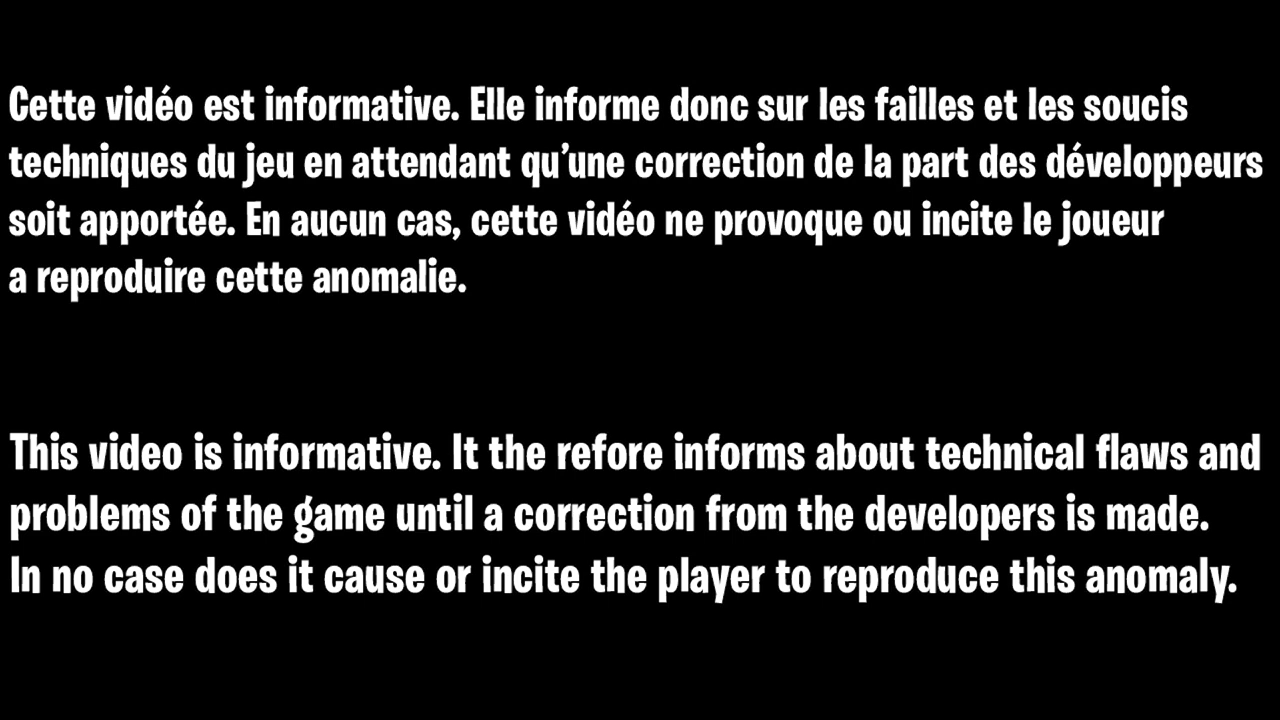 Cette vidéo est informative. Elle informe donc sur les failles et les soucis
techniques du jeu en attendant qu'une correction de la part des développeurs
soit apportée. En aucun cas, cette vidéo ne provoque ou incite le joueur
a reproduire cette anomalie.
This video is informative. It the refore informs about technical flaws and
problems of the game until a correction from the developers is made.
In no case does it cause or incite the player to reproduce this anomaly.